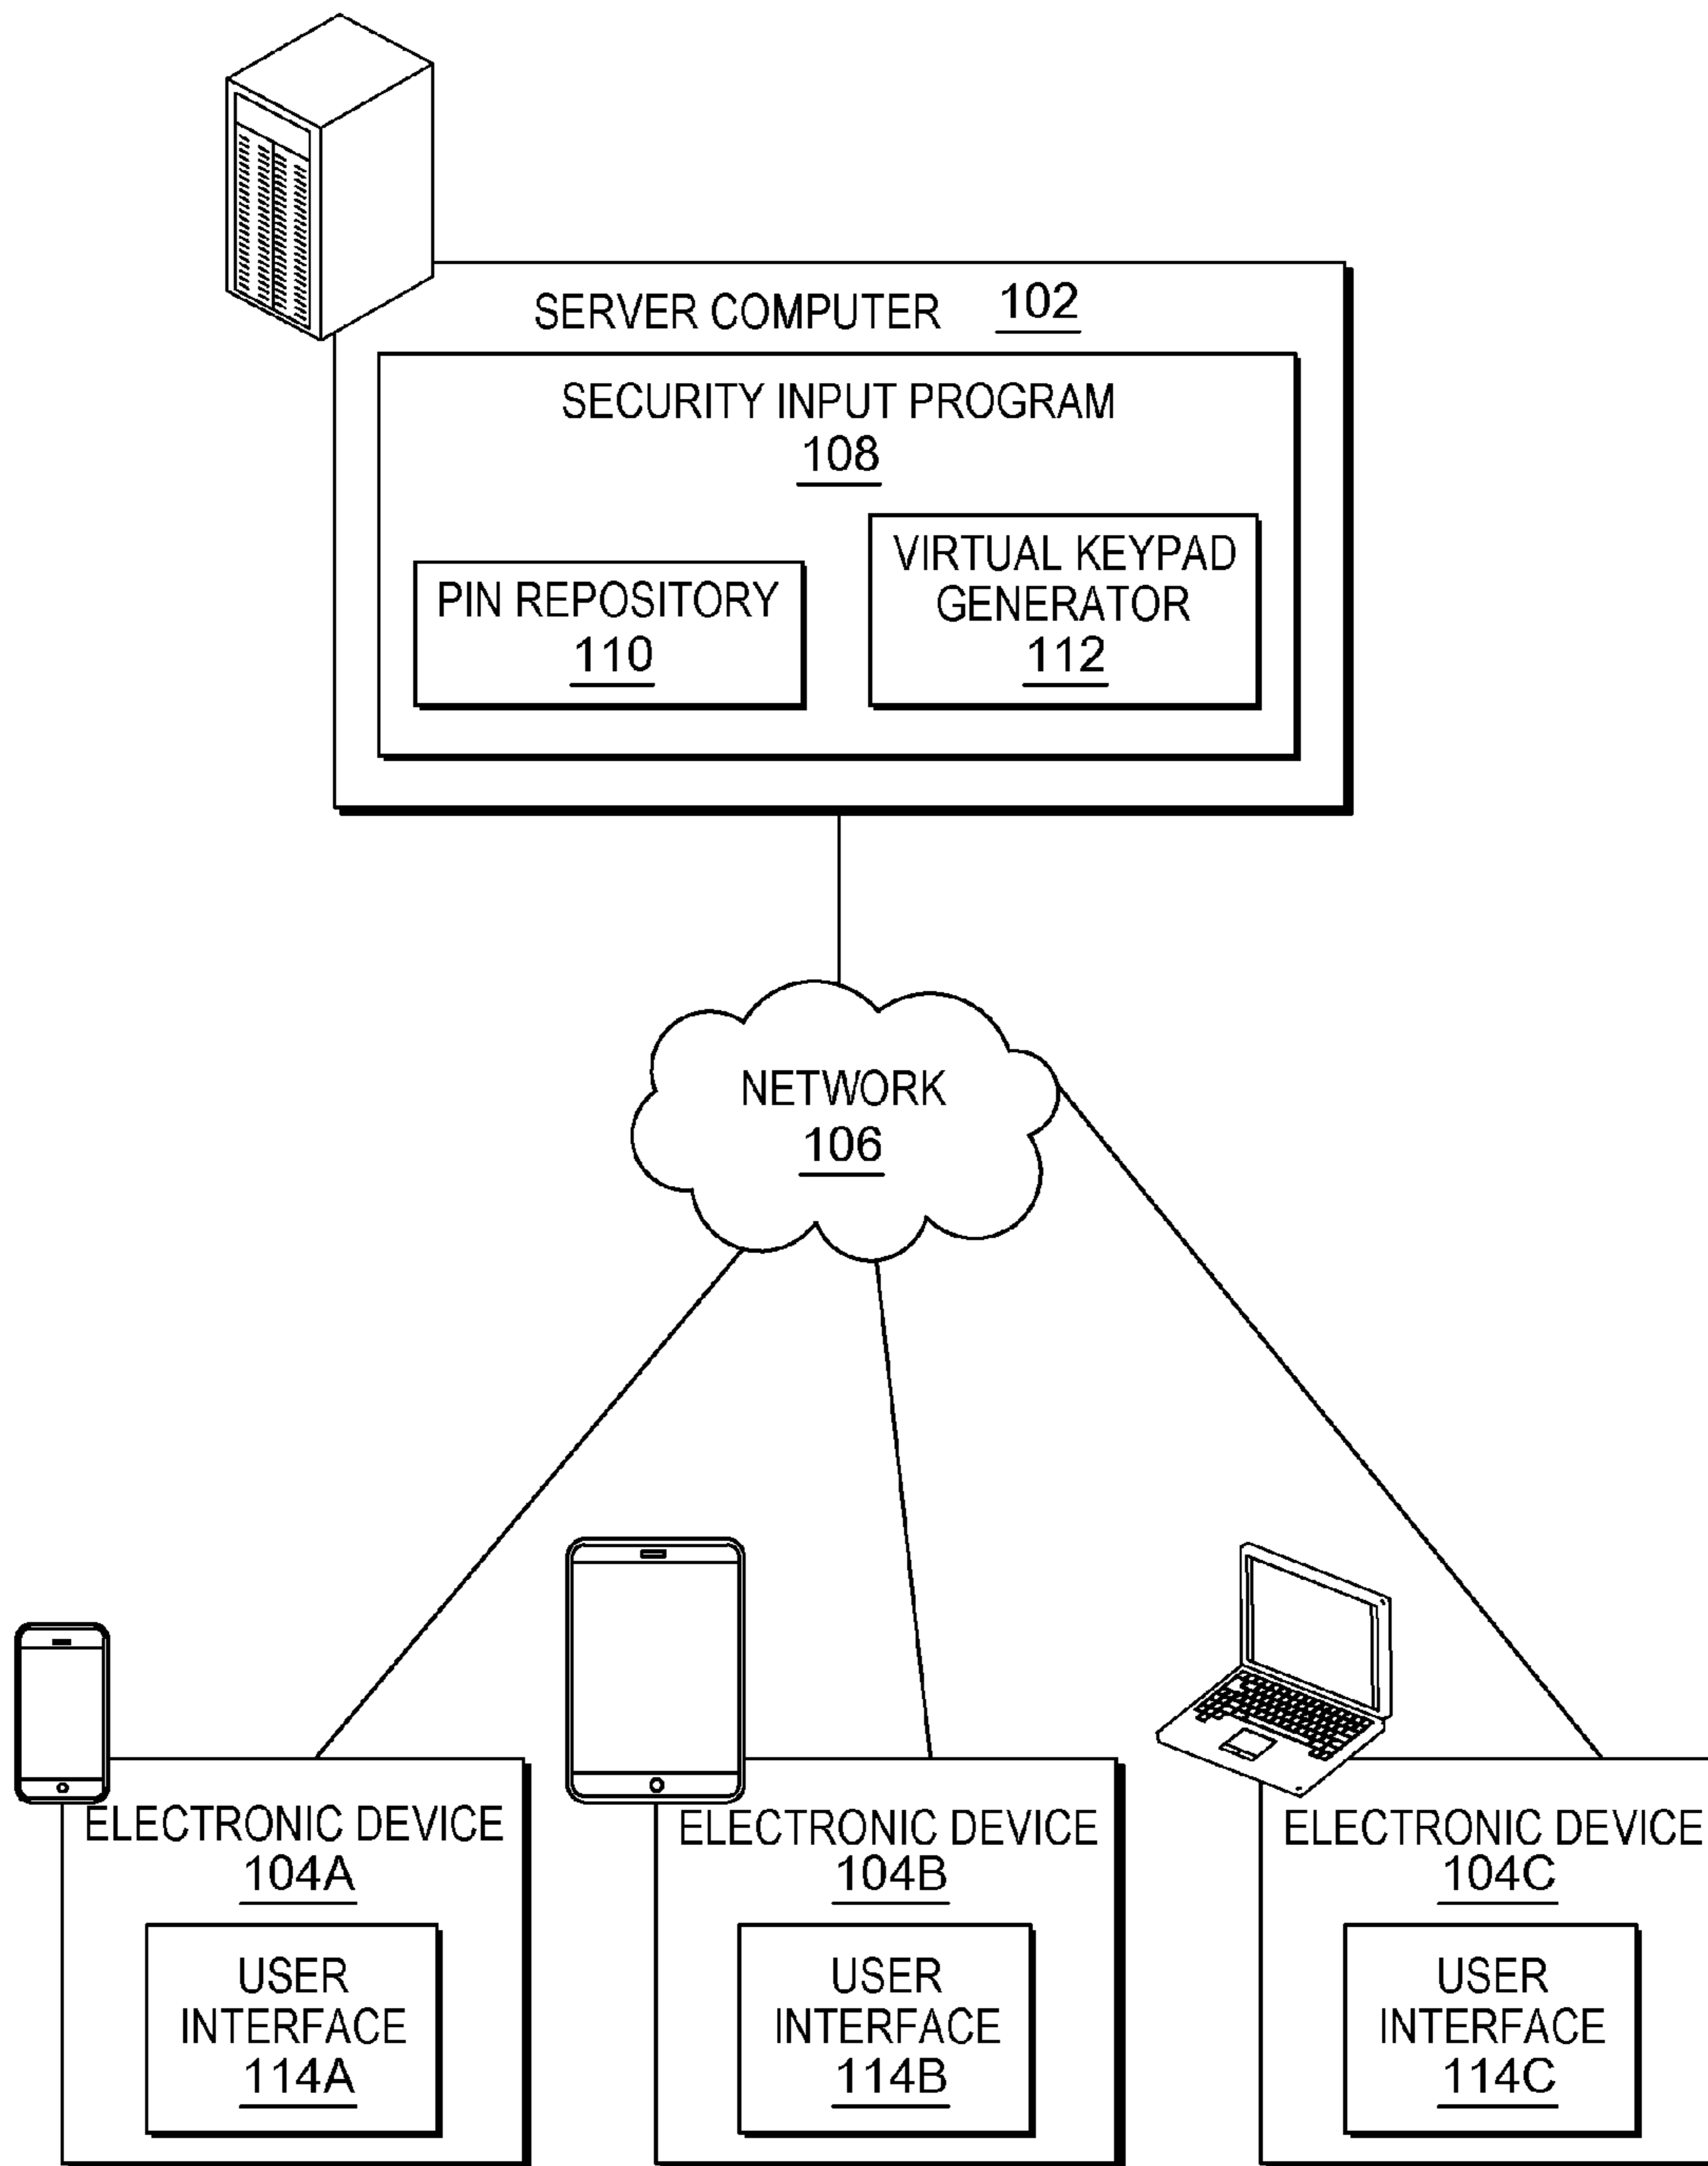 SERVER COMPUTER 102
SECURITY INPUT PROGRAM
108
PIN REPOSITORY
110
VIRTUAL KEYPAD
GENERATOR
112
NETWORK
106
ELECTRONIC DEVICE
104A
USER
INTERFACE
114A
ELECTRONIC DEVICE
104B
USER
INTERFACE
114B
ELECTRONIC DEVICE
104C
USER
INTERFACE
114C